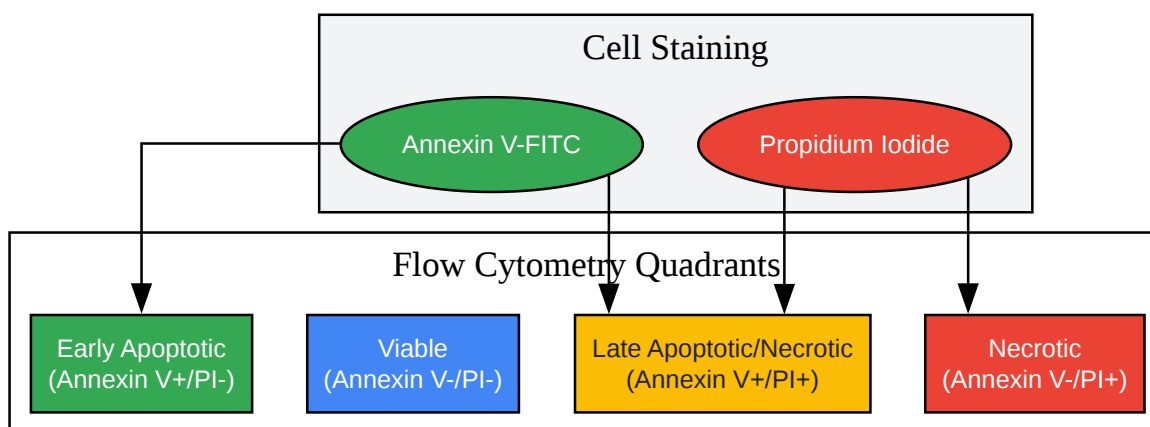 Cell Staining
Annexin V-FITC
Propidium Iodide
Flow Cytometry Quadrants
Early Apoptotic
(Annexin V+/PI-)
Viable
(Annexin V-/PI-)
Late Apoptotic/Necrotic
(Annexin V+/PI+)
Necrotic
(Annexin V-/PI+)